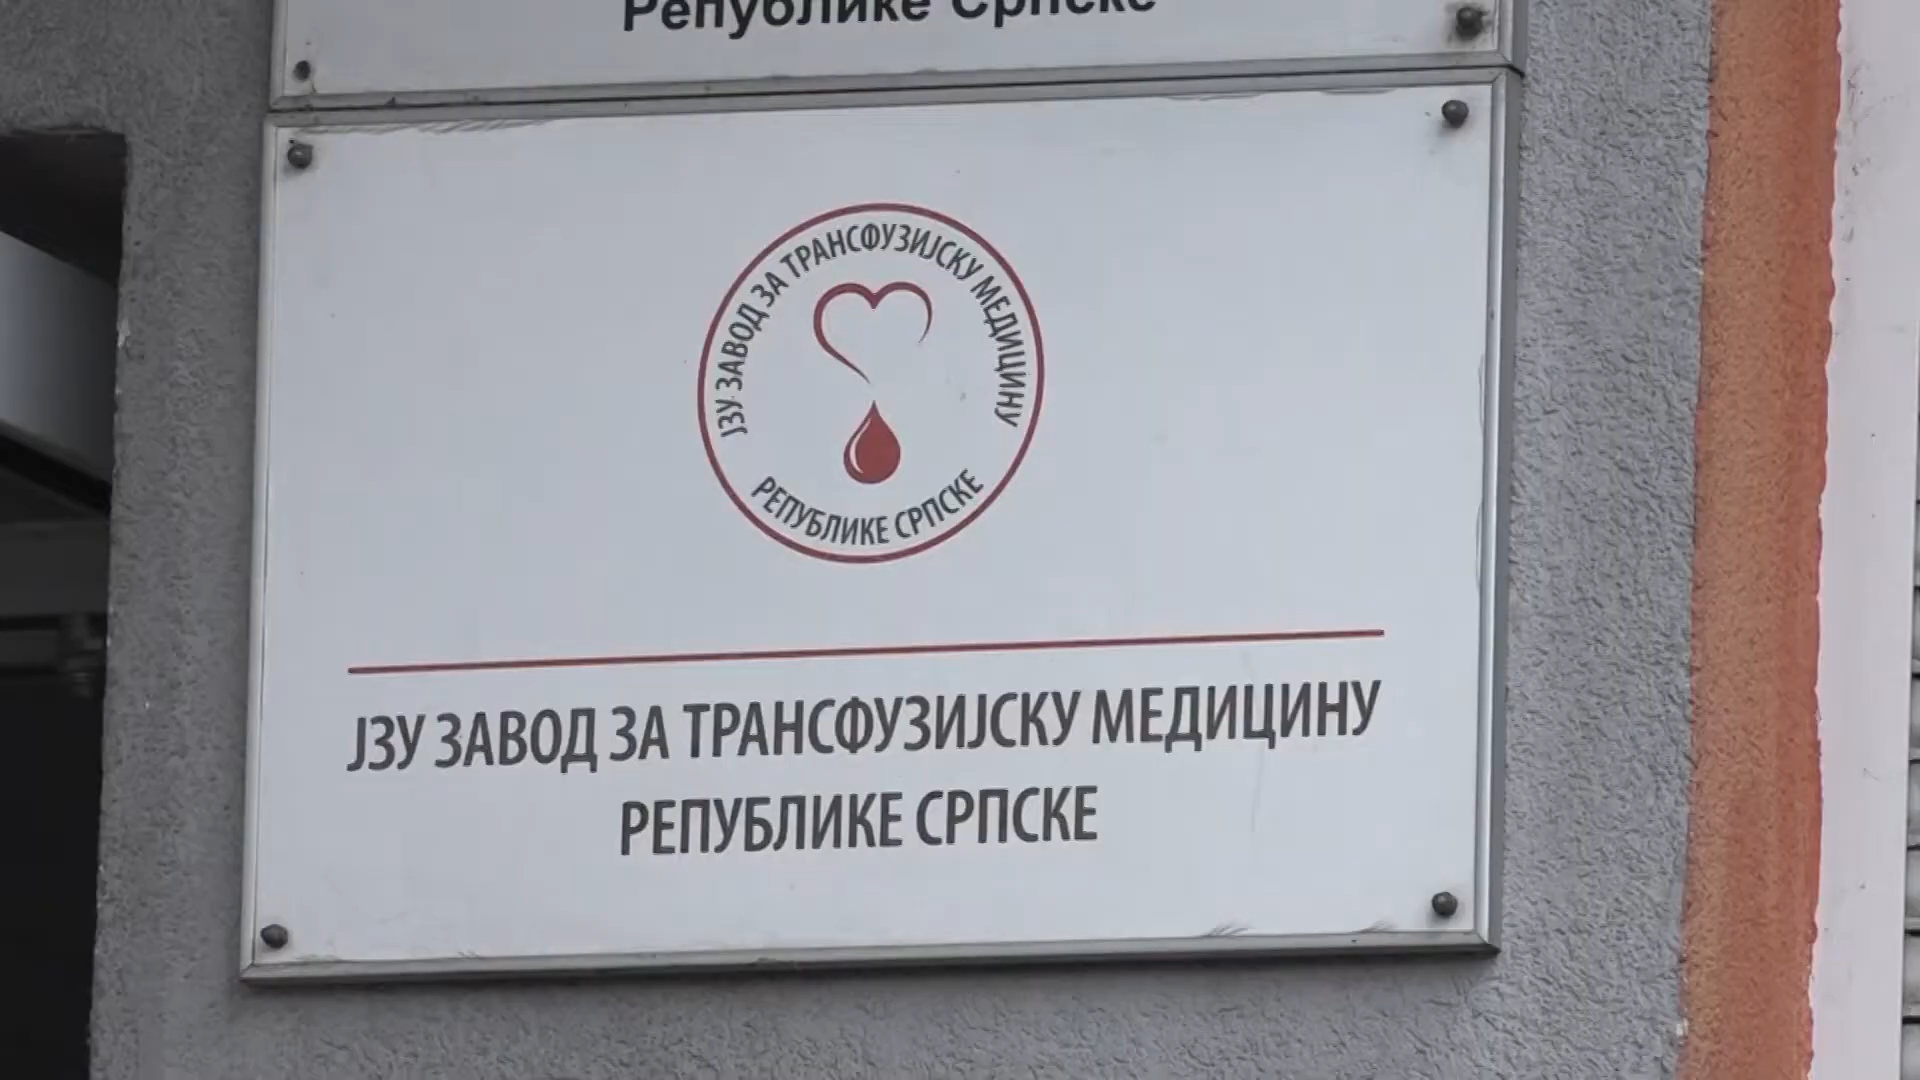 Републике Српске
ЈЗУ ЗАВОД ЗА ТРАНСФУЗИЈСКУ МЕДИЦИНУ
РЕПУБЛИКЕ СРПСКЕ
ЈЗУ ЗАВОД ЗА ТРАНСФУЗИЈСКУ МЕДИЦИНУ
РЕПУБЛИКЕ СРПСКЕ